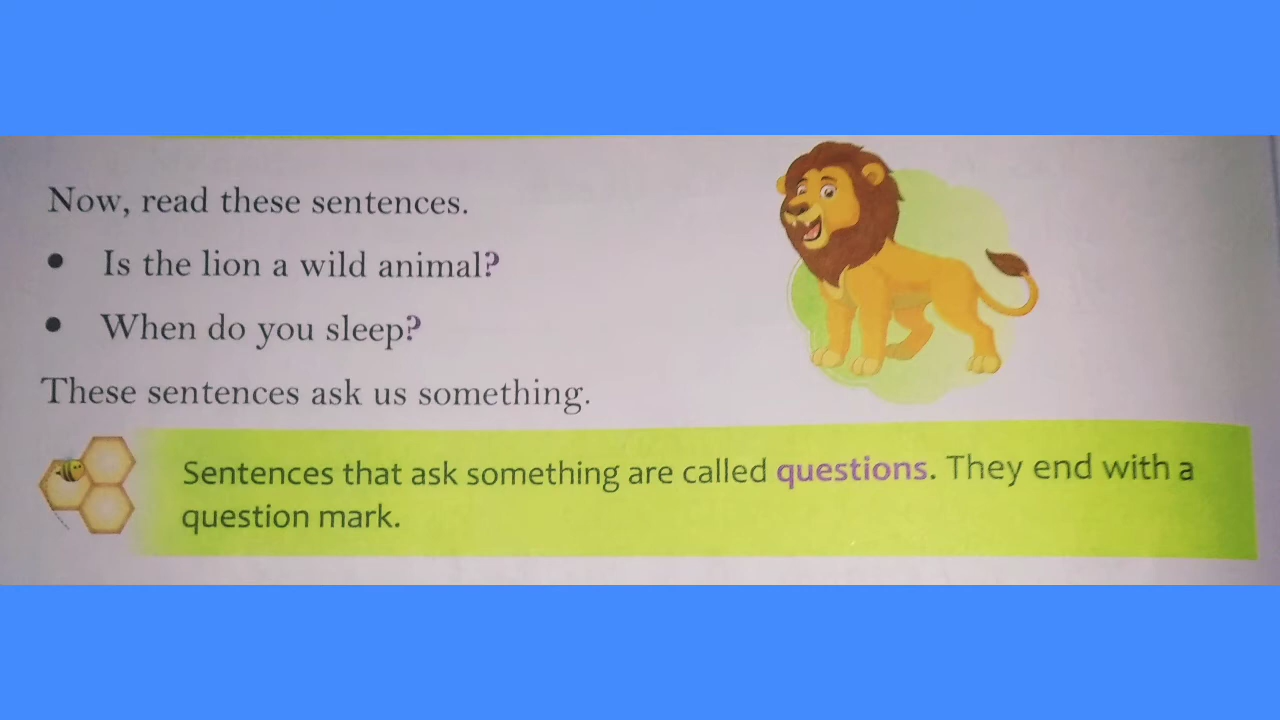 Now, read these sentences.
• Is the lion a wild animal?
• When do you sleep?
These sentences ask us something.
Sentences that ask something are called questions. They end with a
question mark.